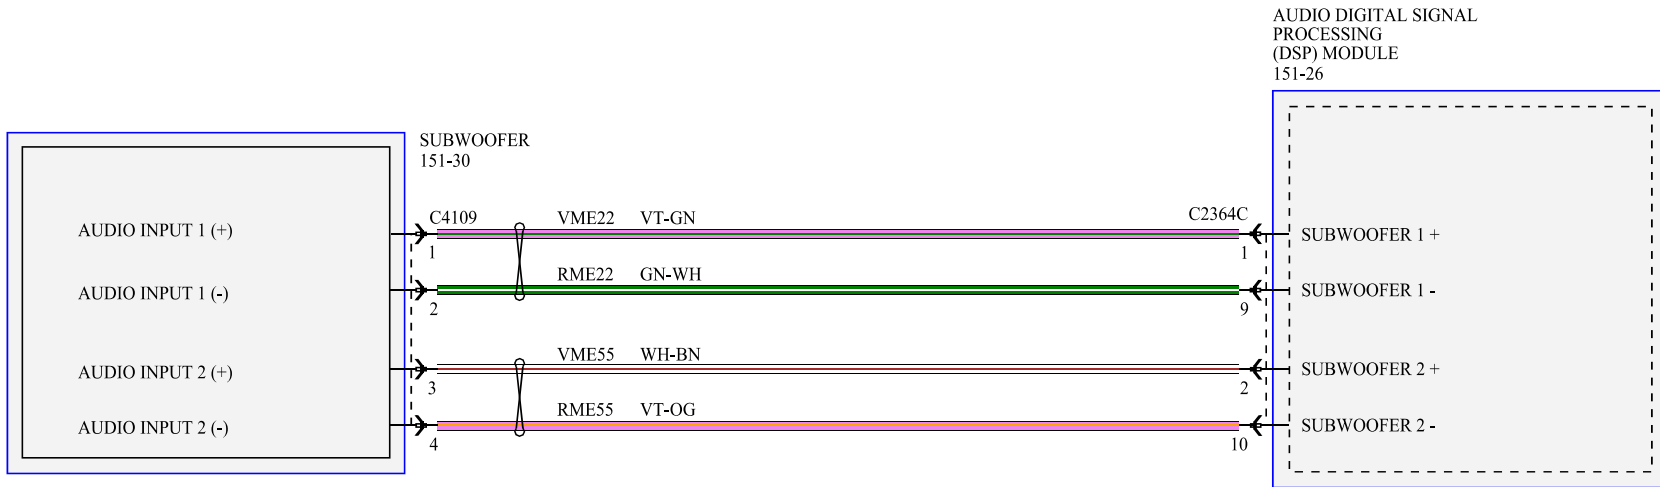 AUDIO DIGITAL SIGNAL
PROCESSING
(DSP) MODULE
151-26
SUBWOOFER
151-30
AUDIO INPUT 1 (+)
C4109
VME22 VT-GN
C2364C
SUBWOOFER 1 +
1
1
AUDIO INPUT 1 (-)
RME22 GN-WH
SUBWOOFER 1 -
2
9
AUDIO INPUT 2 (+)
VME55 WH-BN
SUBWOOFER 2 +
3
2
AUDIO INPUT 2 (-)
RME55 VT-OG
SUBWOOFER 2 -
4
10